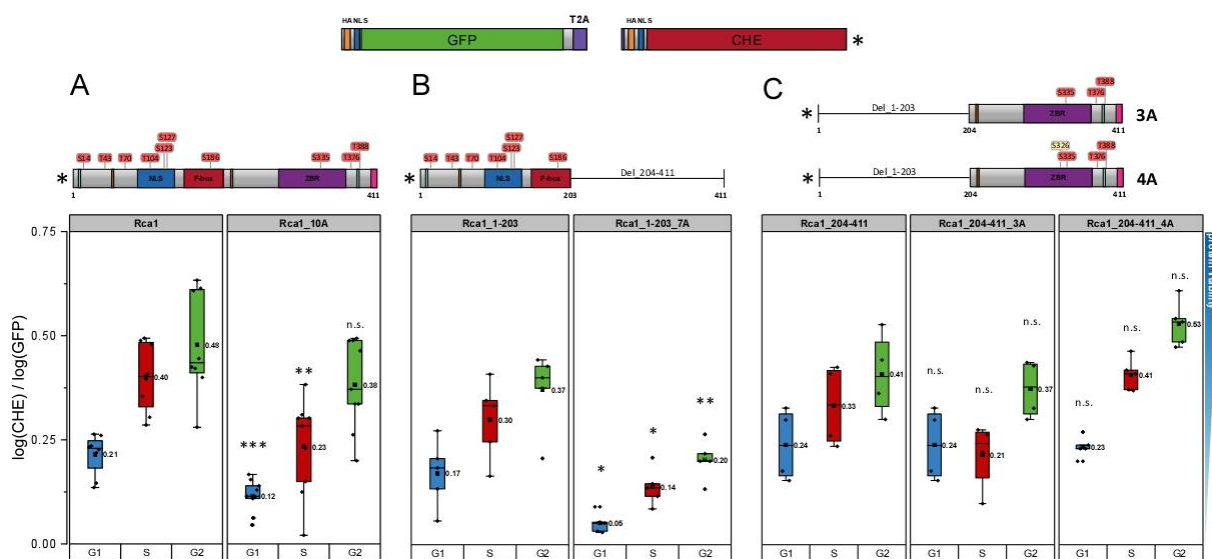 HANLS
T2A
GFP
HANLS
CHE
*
A
B
C
Del_1-203
S335
T376
T388
ZBR
* 3A
1
204
411
S14
T43
T70
T104
S123
S127
S186
S335
T376
T388
* NLS
F-box
ZBR
1
411
S14
T43
T70
T104
S123
S127
S186
* NLS
F-box
Del_204-411
1
203
411
Del_1-203
S326
S335
T376
T388
ZBR
* 4A
1
204
411
Rca1
Rca1_10A
Rca1_1-203
Rca1_1-203_7A
Rca1_204-411
Rca1_204-411_3A
Rca1_204-411_4A
log(CHE) / log(GFP)
0.75
0.50
0.25
0.00
0.21
0.40
0.48
***
0.12
**
0.23
n.s.
0.38
0.17
0.30
0.37
*
0.05
*
0.14
**
0.20
0.24
0.33
0.41
n.s.
0.24
n.s.
0.21
n.s.
0.37
n.s.
0.23
n.s.
0.41
n.s.
0.53
G1 S G2
G1 S G2
G1 S G2
G1 S G2
G1 S G2
G1 S G2
G1 S G2